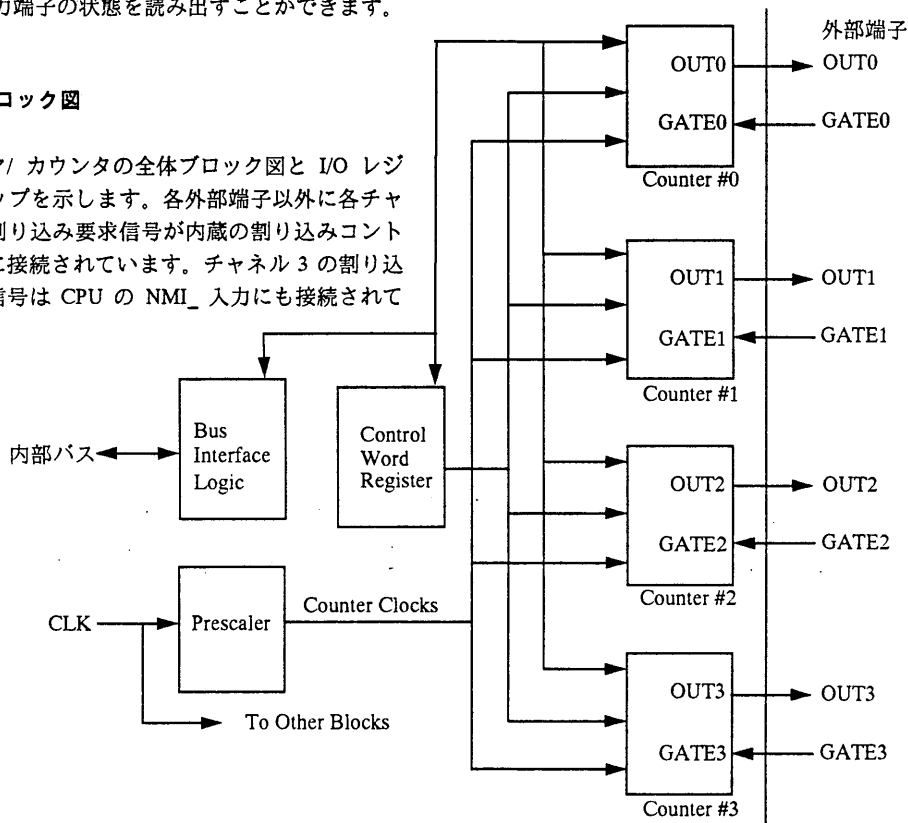 力端子の状態を読み出すことができます。
ロック図
マ/ カウンタの全体ブロック図と I/O レジ
ップを示します。各外部端子以外に各チャ
割り込み要求信号が内蔵の割り込みコント
に接続されています。チャネル 3 の割り込
信号は CPU の NMI_ 入力にも接続されて
外部端子
OUT0
OUT0
GATE0
GATE0
Counter #0
OUT1
OUT1
GATE1
GATE1
Counter #1
内部バス
Bus
Interface
Logic
Control
Word
Register
OUT2
OUT2
GATE2
GATE2
Counter #2
CLK
Prescaler
Counter Clocks
To Other Blocks
OUT3
OUT3
GATE3
GATE3
Counter #3